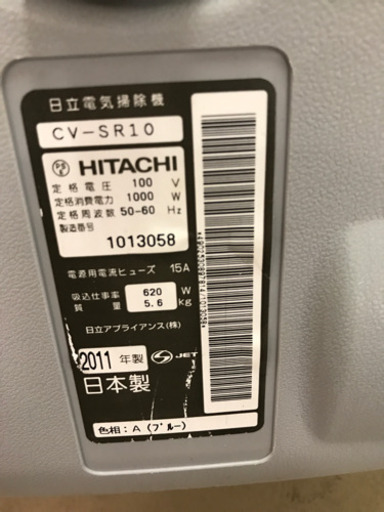 日立電気掃除機
CV-SR10
PS E HITACHI
定格電圧 100 V
定格消費電力 1000 W
定格周波数 50-60 Hz
製造番号
1013058
電源用電流ヒューズ 15A
吸込仕事率 620 W
質量 5.6 kg
日立アプライアンス(株)
2011 年製 S JET
日本製
色相:A(ブルー)